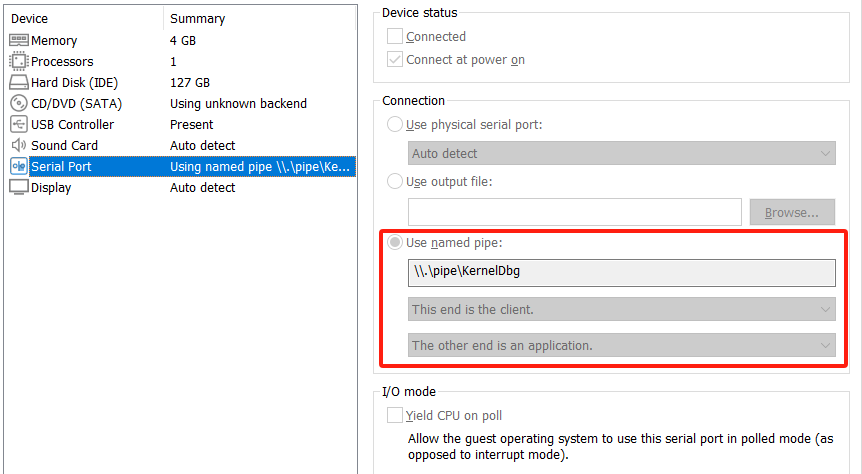 Device Summary
Memory 4 GB
Processors 1
Hard Disk (IDE) 127 GB
CD/DVD (SATA) Using unknown backend
USB Controller Present
Sound Card Auto detect
Serial Port Using named pipe \\.\pipe\Ke...
Display Auto detect
Device status
Connected
Connect at power on
Connection
Use physical serial port:
Auto detect
Use output file:
Browse...
Use named pipe:
\\.\pipe\KernelDbg
This end is the client.
The other end is an application.
I/O mode
Yield CPU on poll
Allow the guest operating system to use this serial port in polled mode (as
opposed to interrupt mode).